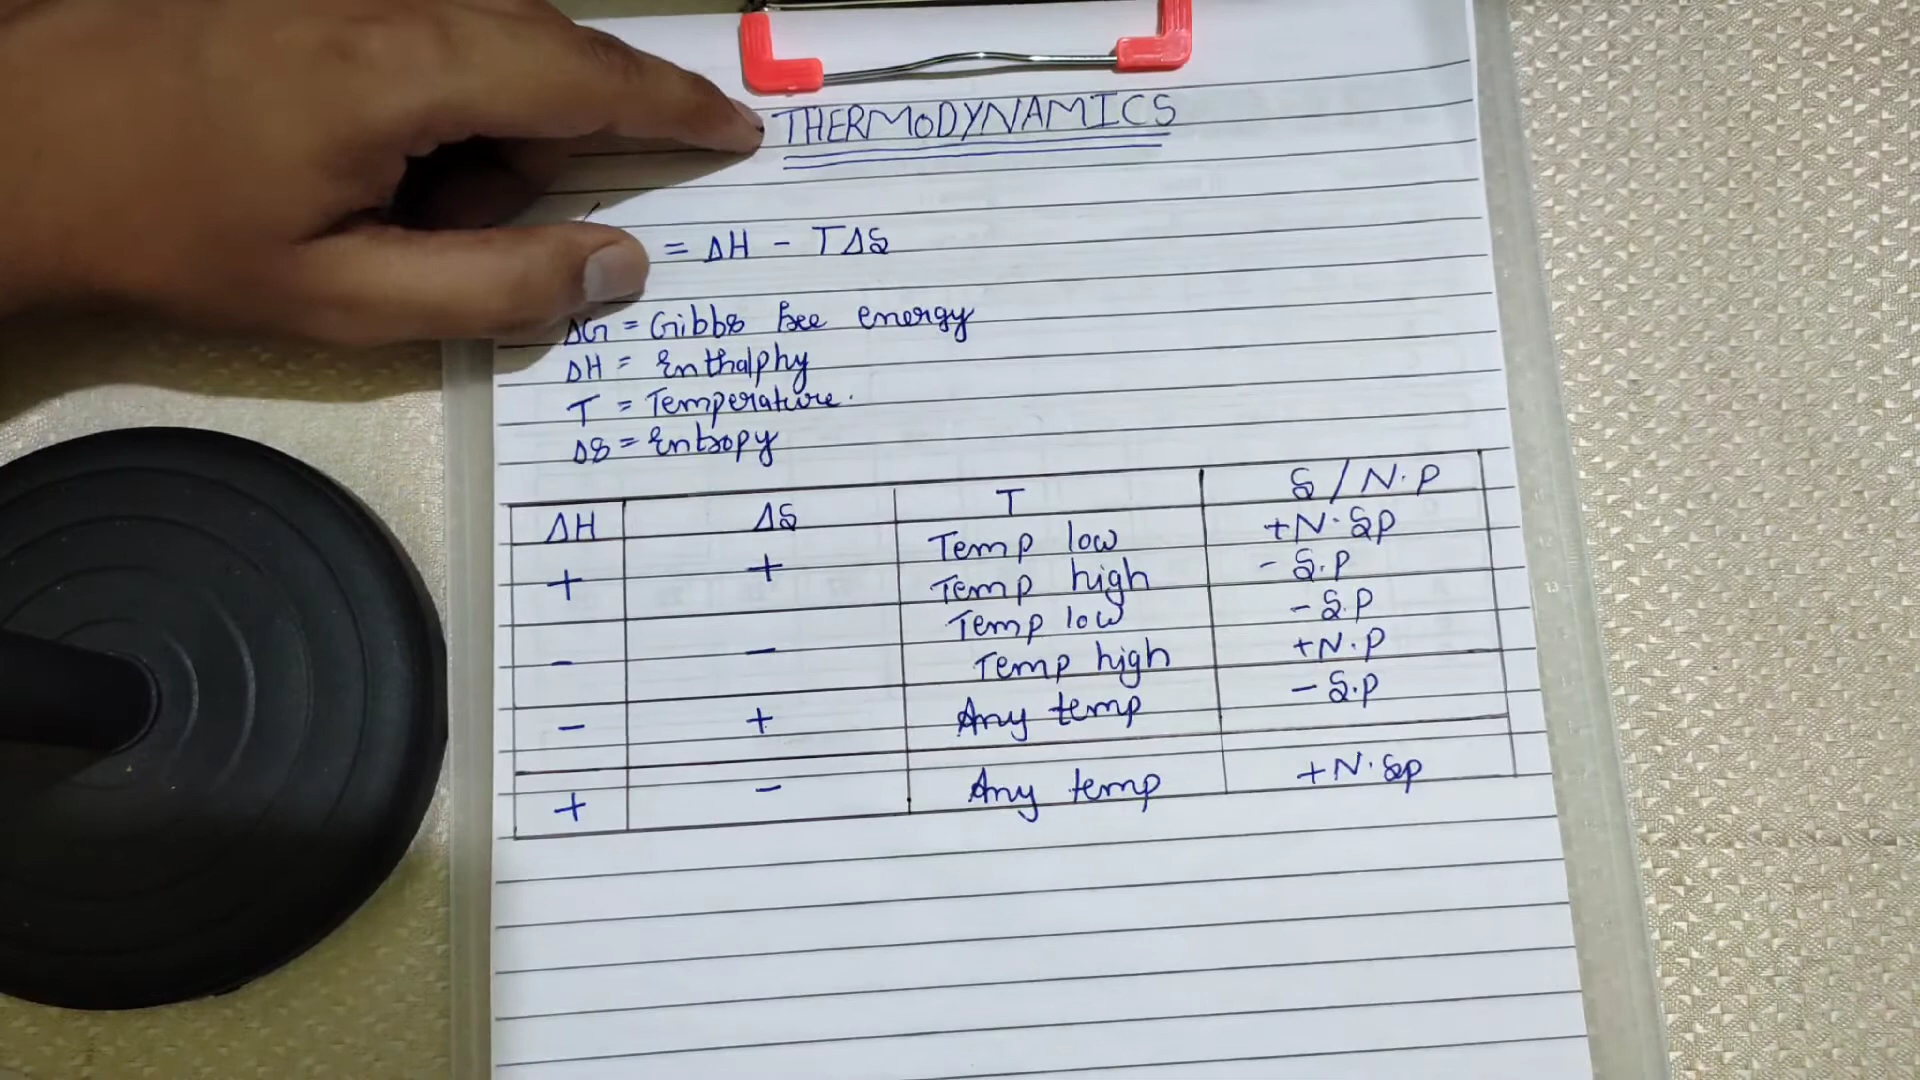 THERMODYNAMICS
= ΔH - TΔS
ΔG = Gibbs free energy
ΔH = Enthalphy
T = Temperature.
ΔS = Entropy
ΔH ΔS T S/N.P
+ + Temp low +N.Sp
Temp high - S.P
- - Temp low - S.P
Temp high +N.P
- + Any temp - S.P
+ - Any temp +N.Sp